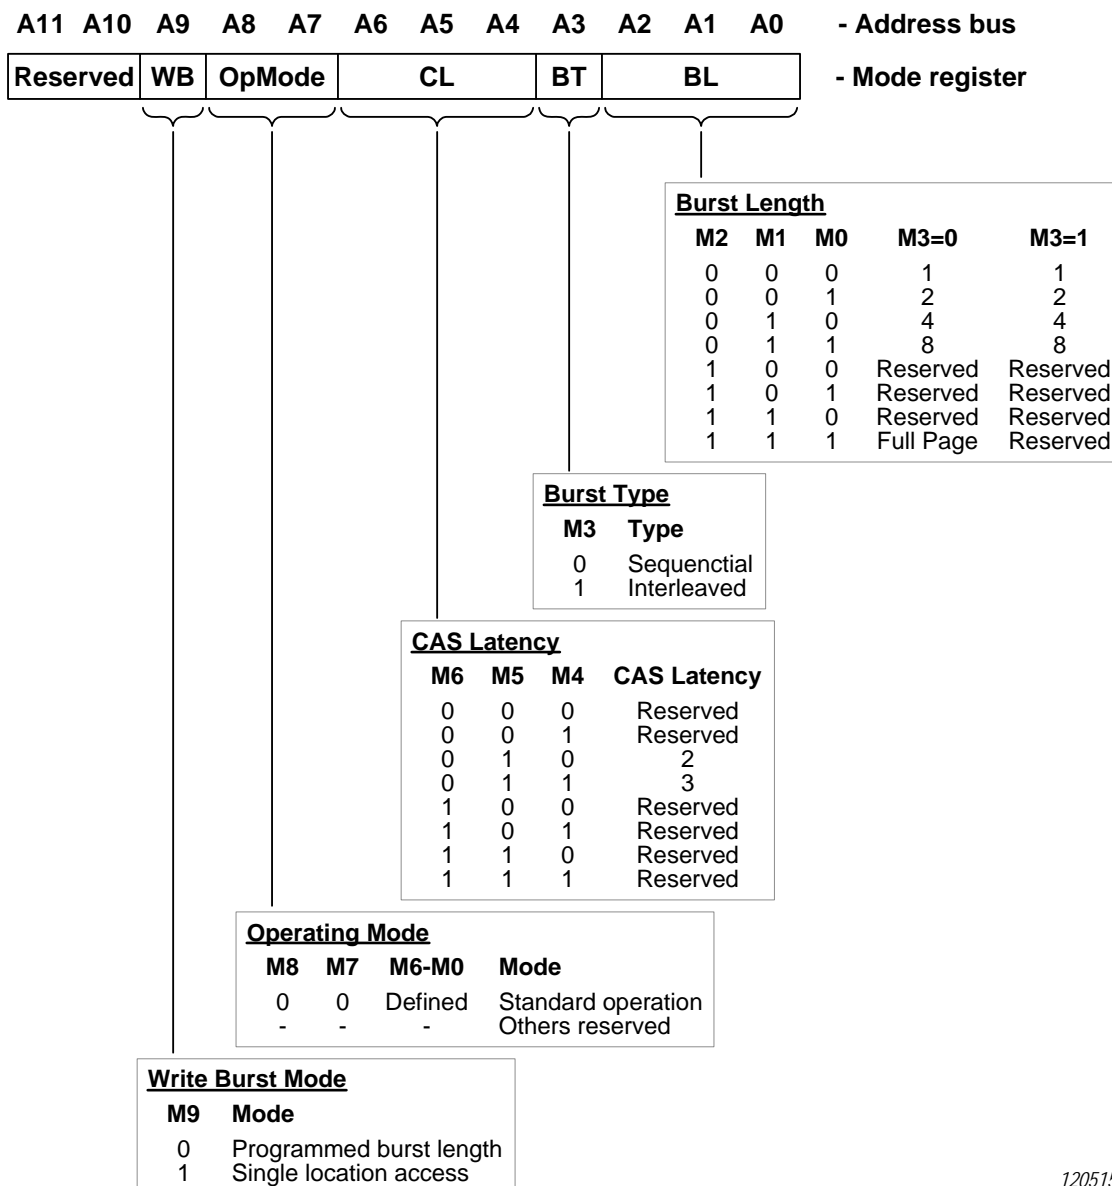 A11 A10 A9 A8 A7 A6 A5 A4 A3 A2 A1 A0 - Address bus
Reserved WB OpMode CL BT BL - Mode register
Burst Length
M2 M1 M0 M3=0 M3=1
0 0 0 1 1
0 0 1 2 2
0 1 0 4 4
0 1 1 8 8
1 0 0 Reserved Reserved
1 0 1 Reserved Reserved
1 1 0 Reserved Reserved
1 1 1 Full Page Reserved
Burst Type
M3 Type
0 Sequenctial
1 Interleaved
CAS Latency
M6 M5 M4 CAS Latency
0 0 0 Reserved
0 0 1 Reserved
0 1 0 2
0 1 1 3
1 0 0 Reserved
1 0 1 Reserved
1 1 0 Reserved
1 1 1 Reserved
Operating Mode
M8 M7 M6-M0 Mode
0 0 Defined Standard operation
- - - Others reserved
Write Burst Mode
M9 Mode
0 Programmed burst length
1 Single location access
120515